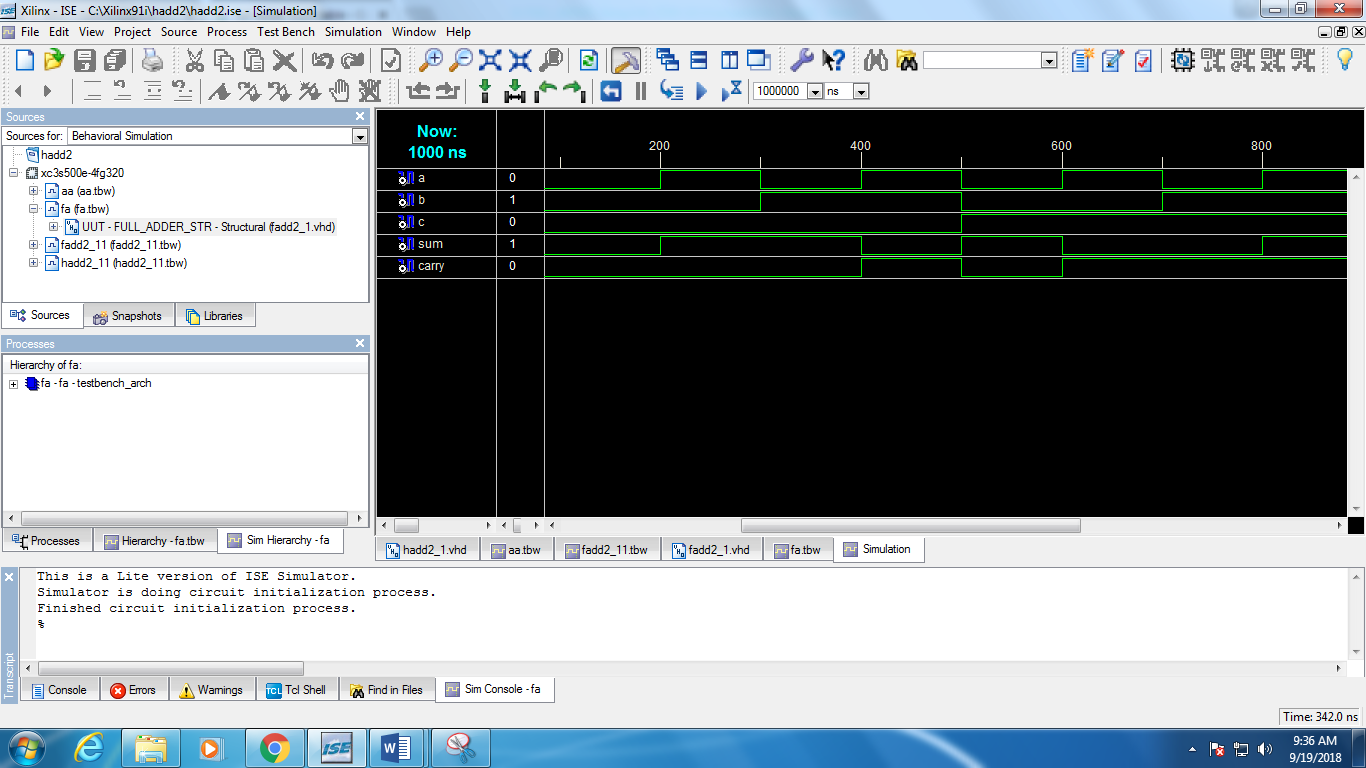 Xilinx - ISE - C:\Xilinx91i\hadd2\hadd2.ise - [Simulation]
File Edit View Project Source Process Test Bench Simulation Window Help
1000000 ns
Sources
Sources for: Behavioral Simulation
hadd2
xc3s500e-4fg320
aa (aa.tbw)
fa (fa.tbw)
UUT - FULL_ADDER_STR - Structural (fadd2_1.vhd)
fadd2_11 (fadd2_11.tbw)
hadd2_11 (hadd2_11.tbw)
Sources Snapshots Libraries
Processes
Hierarchy of fa:
fa - fa - testbench_arch
Processes Hierarchy - fa.tbw Sim Hierarchy - fa
Now:
1000 ns
200 400 600 800
a 0
b 1
c 0
sum 1
carry 0
hadd2_1.vhd aa.tbw fadd2_11.tbw fadd2_1.vhd fa.tbw Simulation
This is a Lite version of ISE Simulator.
Simulator is doing circuit initialization process.
Finished circuit initialization process.
%
Transcript
Console Errors Warnings TCL Tcl Shell Find in Files Sim Console - fa
Time: 342.0 ns
ISE
W
9:36 AM
9/19/2018